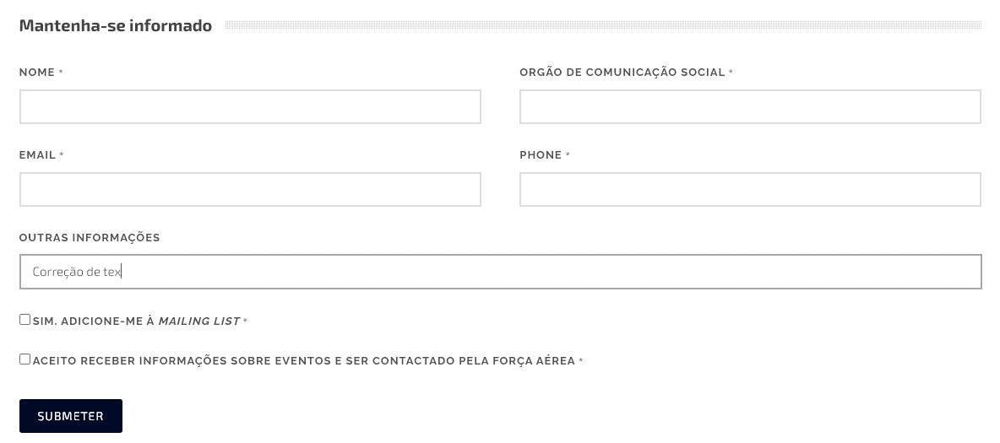 Mantenha-se informado
NOME *
ORGÃO DE COMUNICAÇÃO SOCIAL *
EMAIL *
PHONE *
OUTRAS INFORMAÇÕES
Correção de tex
SIM. ADICIONE-ME À MAILING LIST *
ACEITO RECEBER INFORMAÇÕES SOBRE EVENTOS E SER CONTACTADO PELA FORÇA AÉREA *
SUBMETER